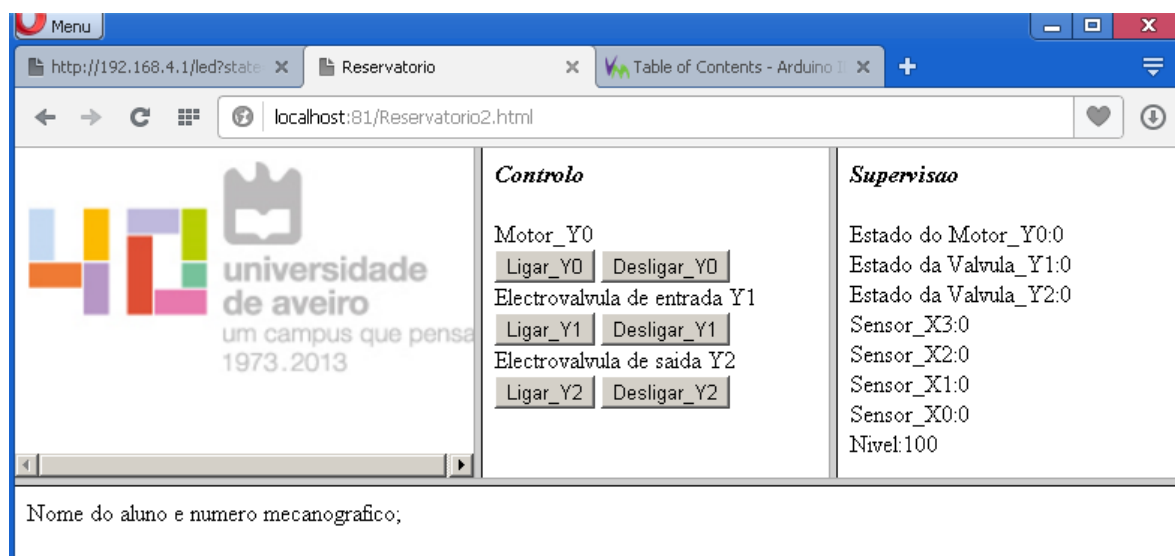 Menu
http://192.168.4.1/led?state
Reservatorio
Table of Contents - Arduino I
localhost:81/Reservatorio2.html
40
universidade
de aveiro
um campus que pensa
1973.2013
Controlo
Motor_Y0
Ligar_Y0 Desligar_Y0
Electrovalvula de entrada Y1
Ligar_Y1 Desligar_Y1
Electrovalvula de saida Y2
Ligar_Y2 Desligar_Y2
Supervisao
Estado do Motor_Y0:0
Estado da Valvula_Y1:0
Estado da Valvula_Y2:0
Sensor_X3:0
Sensor_X2:0
Sensor_X1:0
Sensor_X0:0
Nivel:100
Nome do aluno e numero mecanografico;